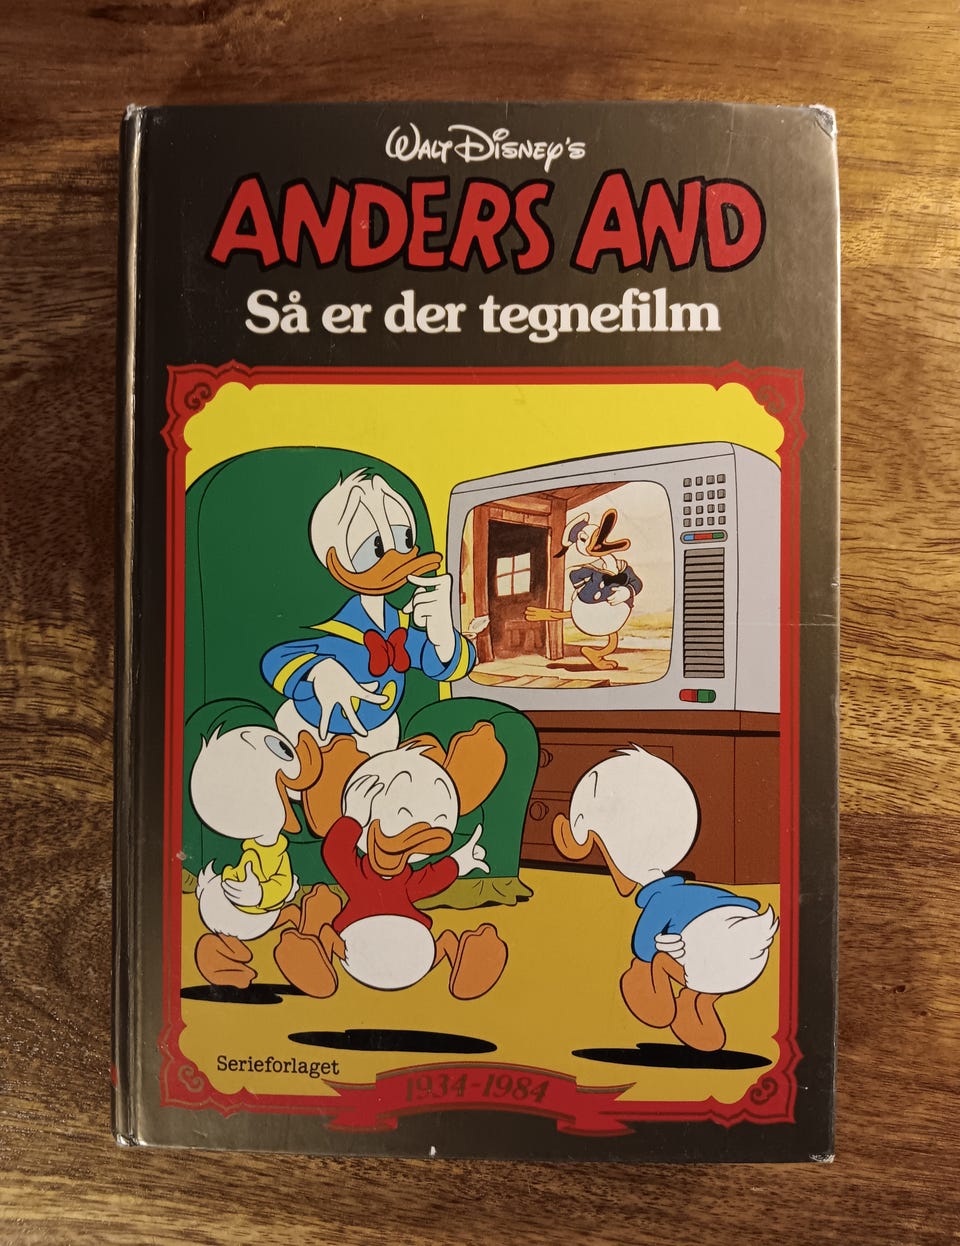 WALT DISNEY'S
ANDERS AND
Så er der tegnefilm
Serieforlaget
1934-1984